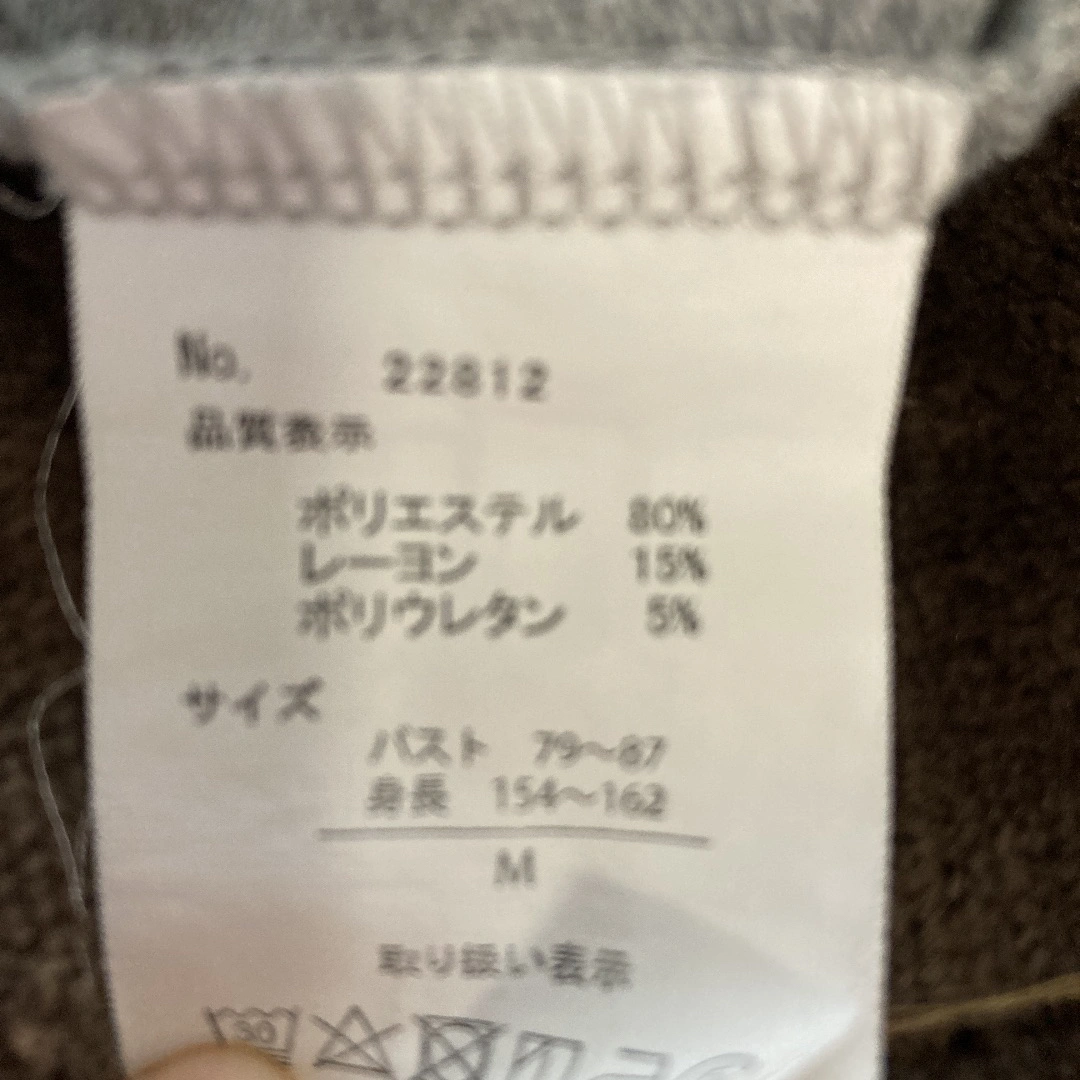 No. 22812
品質表示
ポリエステル 80%
レーヨン 15%
ポリウレタン 5%
サイズ
バスト 79～87
身長 154～162
M
取り扱い表示